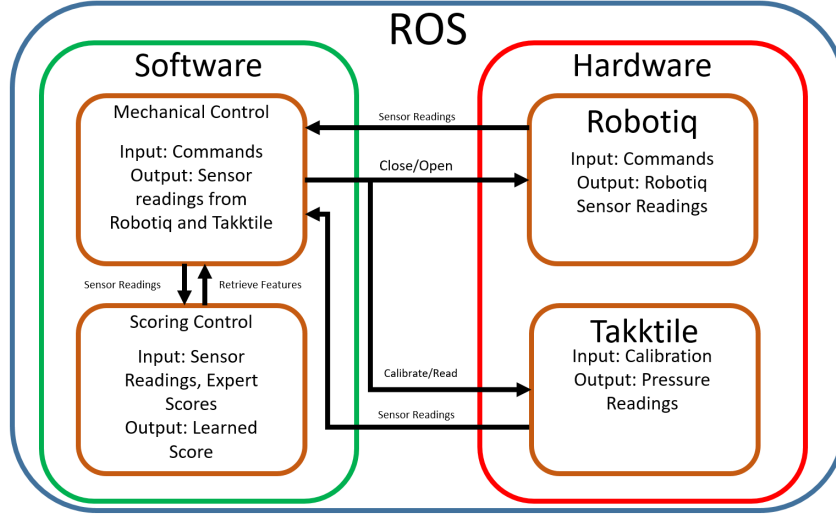 ROS
Software
Mechanical Control
Input: Commands
Output: Sensor
readings from
Robotiq and Takktile
Sensor Readings
Retrieve Features
Scoring Control
Input: Sensor
Readings, Expert
Scores
Output: Learned
Score
Sensor Readings
Close/Open
Calibrate/Read
Sensor Readings
Hardware
Robotiq
Input: Commands
Output: Robotiq
Sensor Readings
Takktile
Input: Calibration
Output: Pressure
Readings